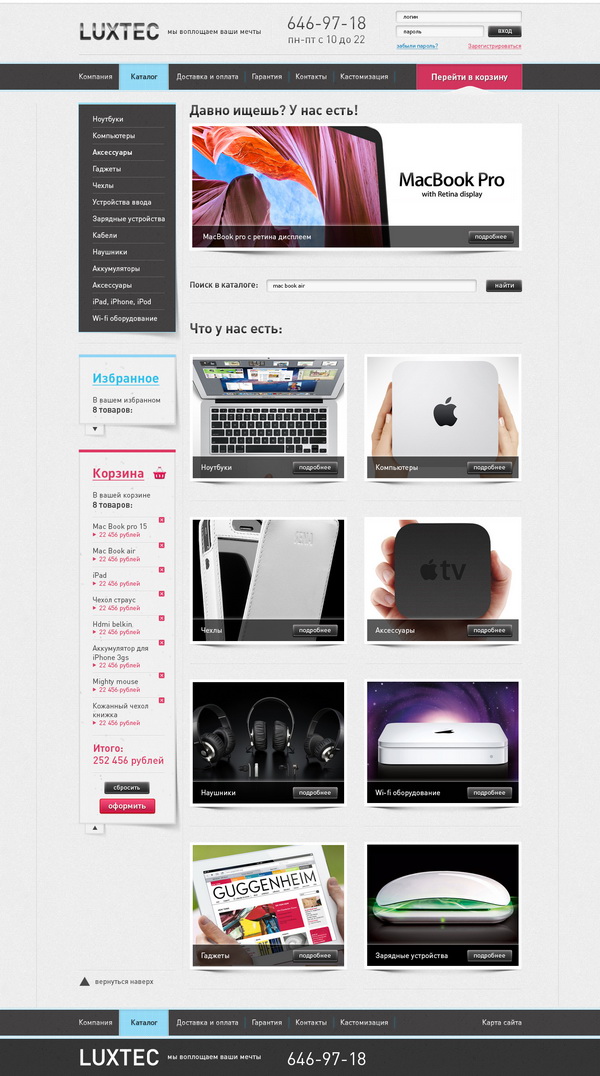 LUXTEC мы воплощаем ваши мечты
646-97-18
пн-пт с 10 до 22
логин
пароль
вход
забыли пароль?
Зарегистрироваться
Компания Каталог Доставка и оплата Гарантия Контакты Кастомизация Перейти в корзину
Ноутбуки
Компьютеры
Аксессуары
Гаджеты
Чехлы
Устройства ввода
Зарядные устройства
Кабели
Наушники
Аккумуляторы
Аксессуары
iPad, iPhone, iPod
Wi-fi оборудование
Давно ищешь? У нас есть!
MacBook Pro
with Retina display
MacBook pro с ретина дисплеем
подробнее
Поиск в каталоге: mac book air найти
Что у нас есть:
Избранное
В вашем избранном
8 товаров:
Корзина
В вашей корзине
8 товаров:
Mac Book pro 15
22 456 рублей
Mac Book air
22 456 рублей
iPad
22 456 рублей
Чехол страус
22 456 рублей
Hdmi belkin
22 456 рублей
Аккумулятор для
iPhone 3gs
22 456 рублей
Mighty mouse
22 456 рублей
Кожанный чехол
книжка
22 456 рублей
Итого:
252 456 рублей
сбросить
оформить
Ноутбуки подробнее
Компьютеры подробнее
SENA
Чехлы подробнее
tv
Аксессуары подробнее
Наушники подробнее
Wi-fi оборудование подробнее
GUGGENHEIM
Гаджеты подробнее
Зарядные устройства подробнее
вернуться наверх
Компания Каталог Доставка и оплата Гарантия Контакты Кастомизация Карта сайта
LUXTEC мы воплощаем ваши мечты 646-97-18